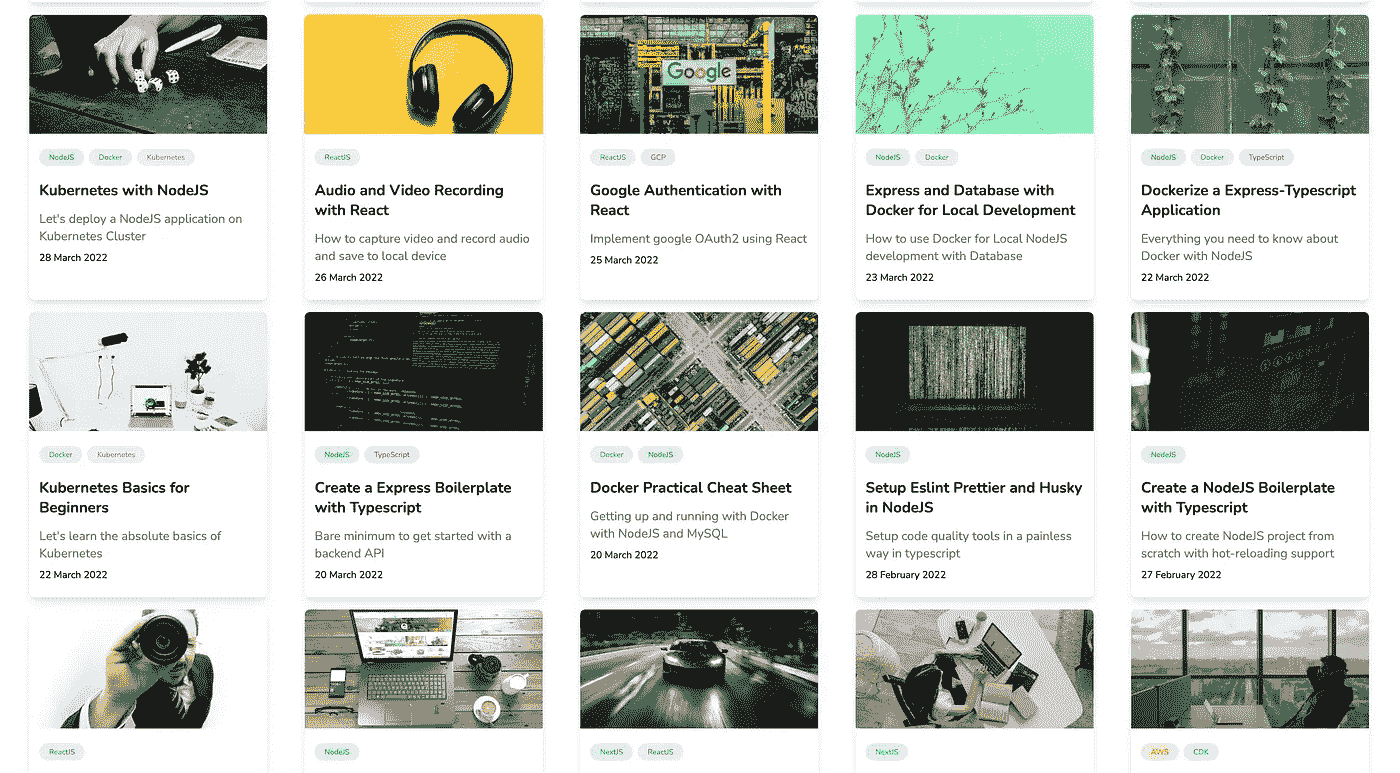 Google
NodeJS Docker Kubernetes
Kubernetes with NodeJS
Let's deploy a NodeJS application on
Kubernetes Cluster
28 March 2022
ReactJS
Audio and Video Recording
with React
How to capture video and record audio
and save to local device
26 March 2022
ReactJS GCP
Google Authentication with
React
Implement google OAuth2 using React
25 March 2022
NodeJS Docker
Express and Database with
Docker for Local Development
How to use Docker for Local NodeJS
development with Database
23 March 2022
NodeJS Docker TypeScript
Dockerize a Express-Typescript
Application
Everything you need to know about
Docker with NodeJS
22 March 2022
Docker Kubernetes
Kubernetes Basics for
Beginners
Let's learn the absolute basics of
Kubernetes
22 March 2022
NodeJS TypeScript
Create a Express Boilerplate
with Typescript
Bare minimum to get started with a
backend API
20 March 2022
Docker NodeJS
Docker Practical Cheat Sheet
Getting up and running with Docker
with NodeJS and MySQL
20 March 2022
NodeJS
Setup Eslint Prettier and Husky
in NodeJS
Setup code quality tools in a painless
way in typescript
28 February 2022
NodeJS
Create a NodeJS Boilerplate
with Typescript
How to create NodeJS project from
scratch with hot-reloading support
27 February 2022
ReactJS
NodeJS
NextJS ReactJS
NextJS
AWS CDK